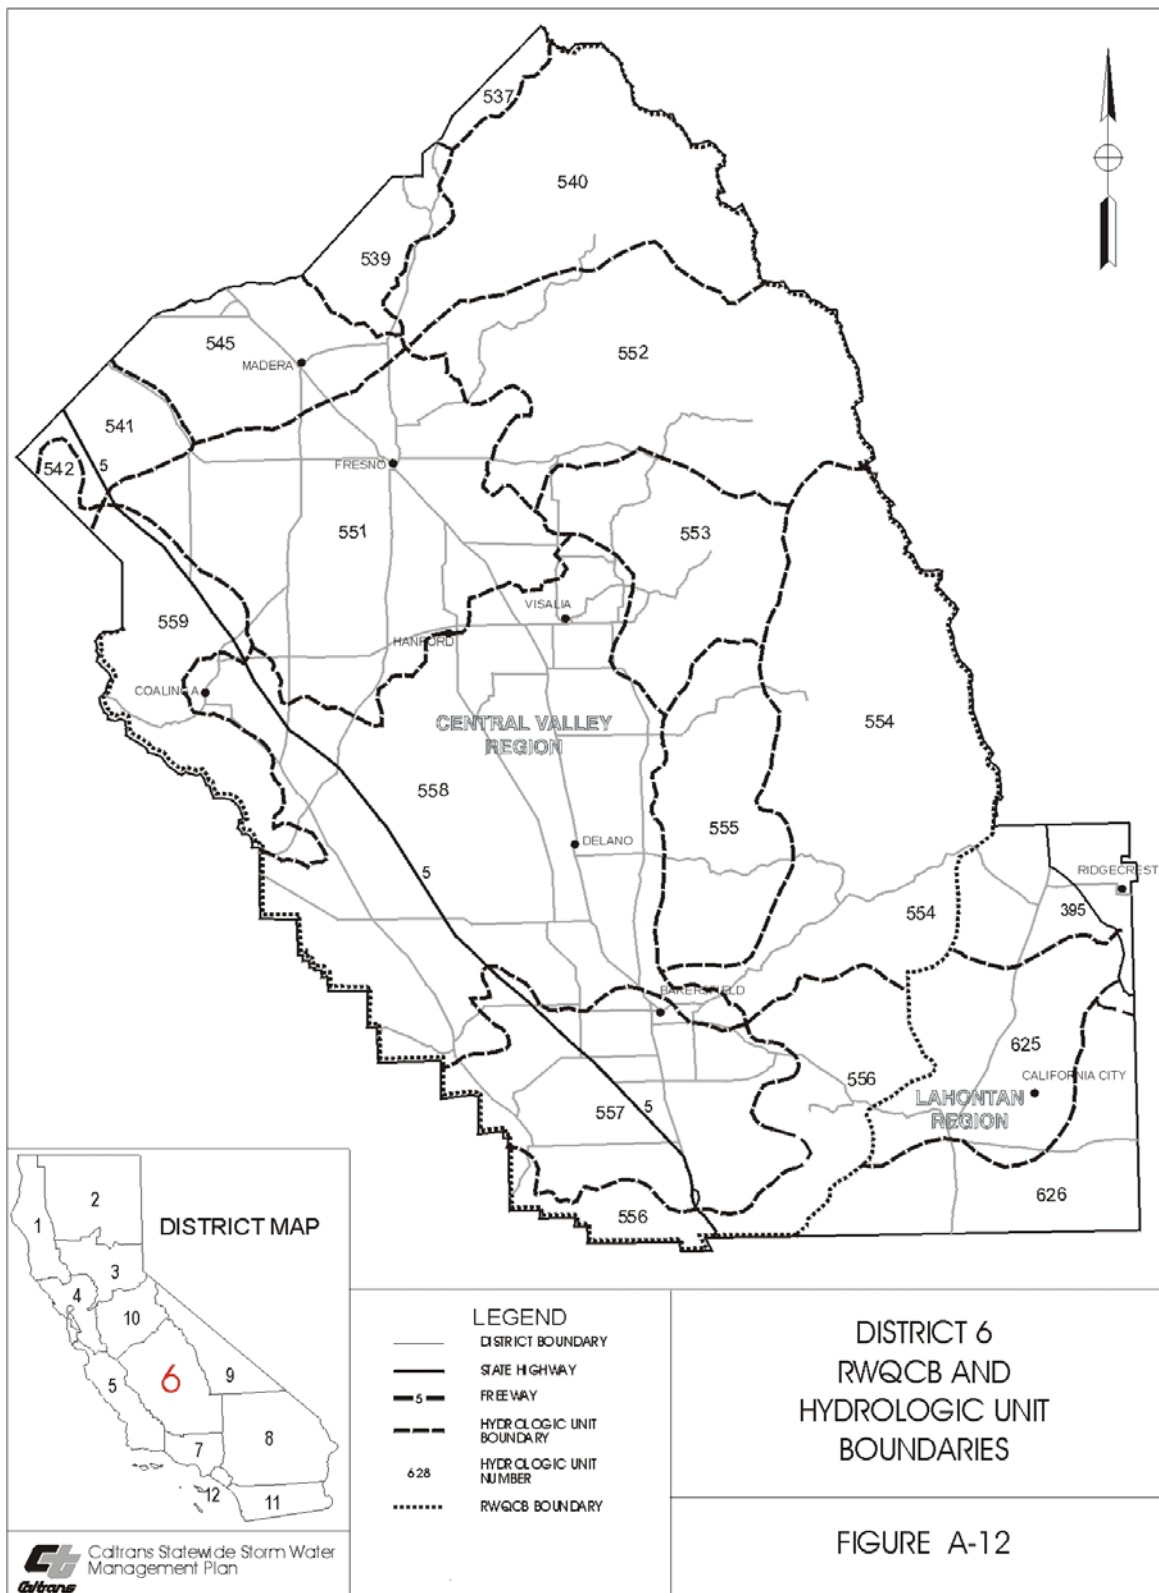 537
540
539
545
MADERA
552
541
542
5
FRESNO
551
553
VISALIA
559
HANFORD
COALINGA
CENTRAL VALLEY
REGION
554
558
555
DELANO
5
RIDGECREST
554
395
BAKERSFIELD
625
556
CALIFORNIA CITY
LAHONTAN
REGION
557
5
626
556
DISTRICT MAP
1
2
3
4
10
5
6
9
7
8
12
11
LEGEND
DISTRICT BOUNDARY
STATE HIGHWAY
5
FREEWAY
HYDROLOGIC UNIT
BOUNDARY
628
HYDROLOGIC UNIT
NUMBER
RWQCB BOUNDARY
DISTRICT 6
RWQCB AND
HYDROLOGIC UNIT
BOUNDARIES
FIGURE A-12
Caltrans Statewide Storm Water
Management Plan
ct
Caltrans